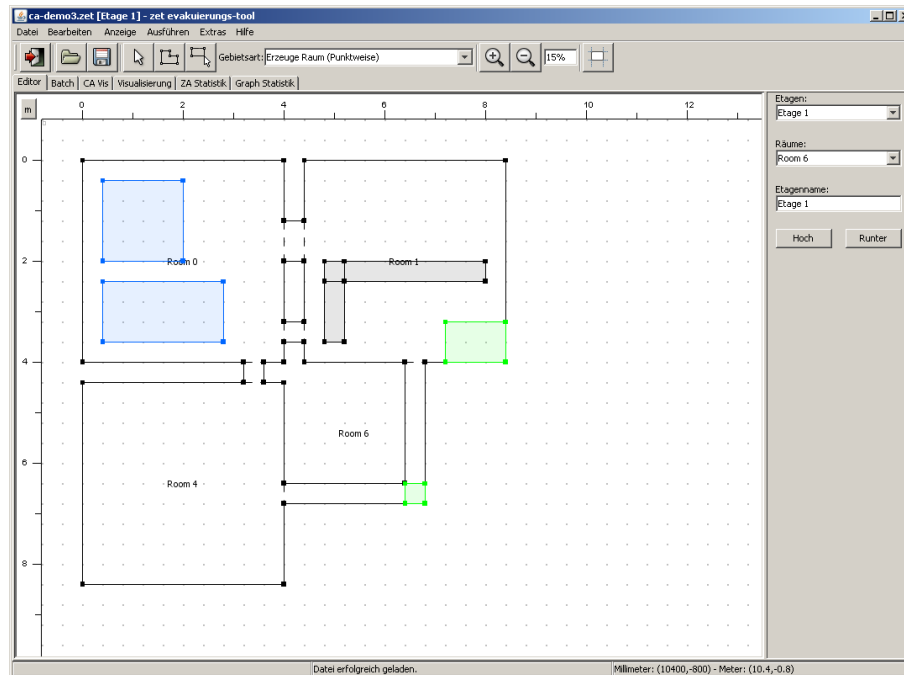 ca-demo3.zet [Etage 1] - zet evakuierungs-tool
Datei Bearbeiten Anzeige Ausführen Extras Hilfe
Gebietsart: Erzeuge Raum (Punktweise) 15%
Editor Batch CA Vis Visualisierung ZA Statistik Graph Statistik
m 0 2 4 6 8 10 12
Etagen:
Etage 1
Räume:
Room 6
Etagenname:
Etage 1
Hoch Runter
0
2
4
6
8
Room 0
Room 1
Room 6
Room 4
Datei erfolgreich geladen. Millimeter: (10400,-800) - Meter: (10.4,-0.8)